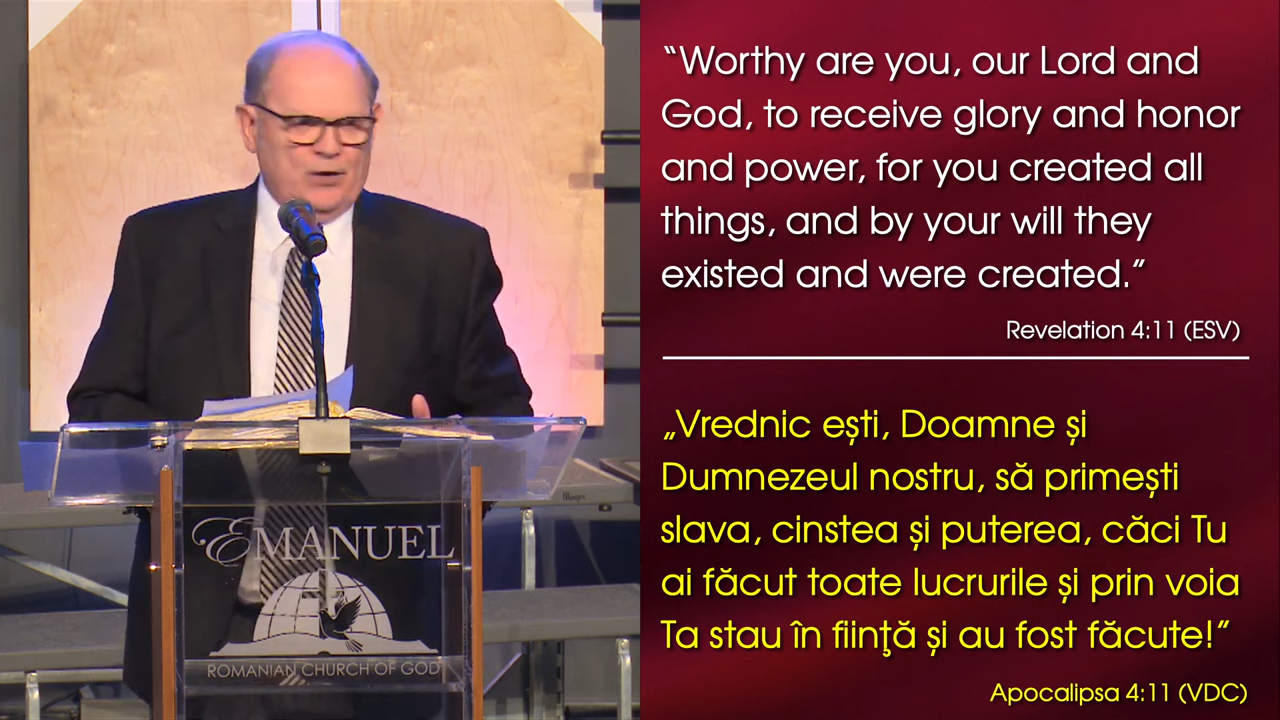 “Worthy are you, our Lord and
God, to receive glory and honor
and power, for you created all
things, and by your will they
existed and were created.”
Revelation 4:11 (ESV)
„Vrednic ești, Doamne și
Dumnezeul nostru, să primești
slava, cinstea și puterea, căci Tu
ai făcut toate lucrurile și prin voia
Ta stau în fiinţă și au fost făcute!”
Apocalipsa 4:11 (VDC)
EMANUEL
ROMANIAN CHURCH OF GOD
Wenger